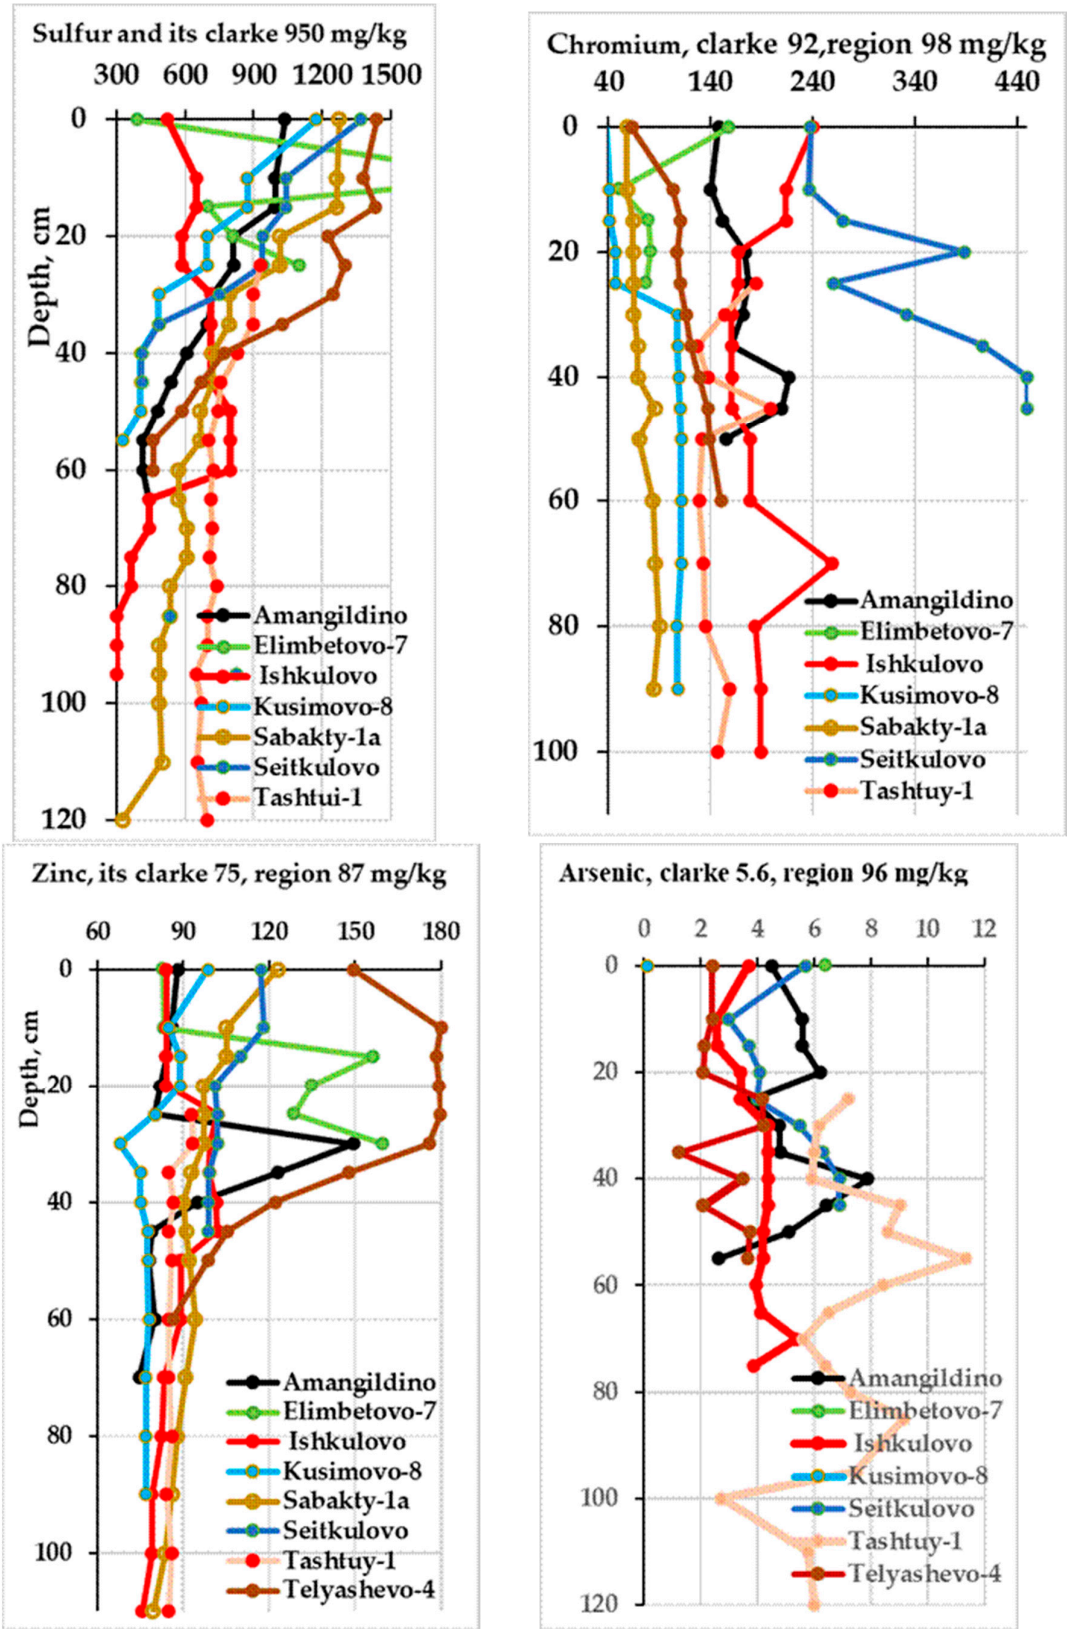 Sulfur and its clarke 950 mg/kg
300 600 900 1200 1500
0
20
40
60
80
100
120
Depth, cm
Amangildino
Elimbetovo-7
Ishkulovo
Kusimovo-8
Sabakty-1a
Seitkulovo
Tashtui-1
Chromium, clarke 92,region 98 mg/kg
40 140 240 340 440
0
20
40
60
80
100
Amangildino
Elimbetovo-7
Ishkulovo
Kusimovo-8
Sabakty-1a
Seitkulovo
Tashtuy-1
Zinc, its clarke 75, region 87 mg/kg
60 90 120 150 180
0
20
40
60
80
100
Depth, cm
Amangildino
Elimbetovo-7
Ishkulovo
Kusimovo-8
Sabakty-1a
Seitkulovo
Tashtuy-1
Telyashevo-4
Arsenic, clarke 5.6, region 96 mg/kg
0 2 4 6 8 10 12
0
20
40
60
80
100
120
Amangildino
Elimbetovo-7
Ishkulovo
Kusimovo-8
Seitkulovo
Tashtuy-1
Telyashevo-4